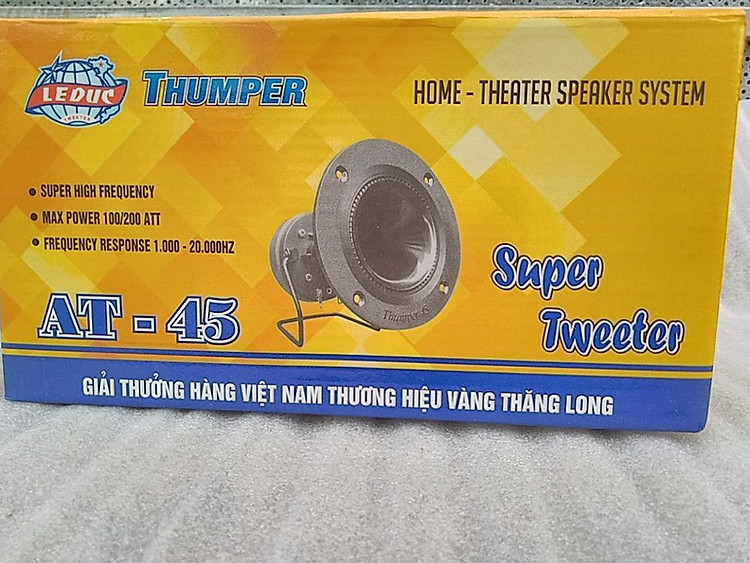 LEDUC
TWEETER
THUMPER
HOME - THEATER SPEAKER SYSTEM
• SUPER HIGH FREQUENCY
• MAX POWER 100/200 ATT
• FREQUENCY RESPONSE 1.000 - 20.000HZ
Thumper
AT - 45
Super
Tweeter
GIẢI THƯỞNG HÀNG VIỆT NAM THƯƠNG HIỆU VÀNG THĂNG LONG